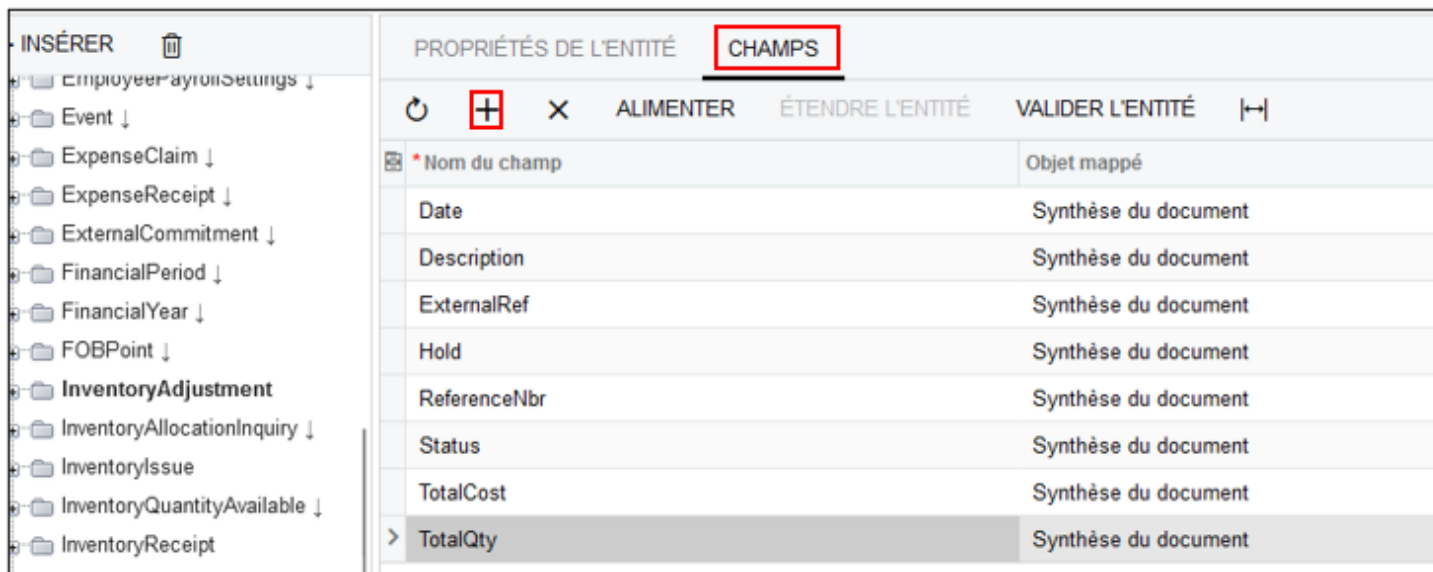 INSÉRER
EmployeePayrollSettings ↓
Event ↓
ExpenseClaim ↓
ExpenseReceipt ↓
ExternalCommitment ↓
FinancialPeriod ↓
FinancialYear ↓
FOBPoint ↓
InventoryAdjustment
InventoryAllocationInquiry ↓
InventoryIssue
InventoryQuantityAvailable ↓
InventoryReceipt
PROPRIÉTÉS DE L'ENTITÉ CHAMPS
ALIMENTER ÉTENDRE L'ENTITÉ VALIDER L'ENTITÉ
* Nom du champ Objet mappé
Date Synthèse du document
Description Synthèse du document
ExternalRef Synthèse du document
Hold Synthèse du document
ReferenceNbr Synthèse du document
Status Synthèse du document
TotalCost Synthèse du document
TotalQty Synthèse du document